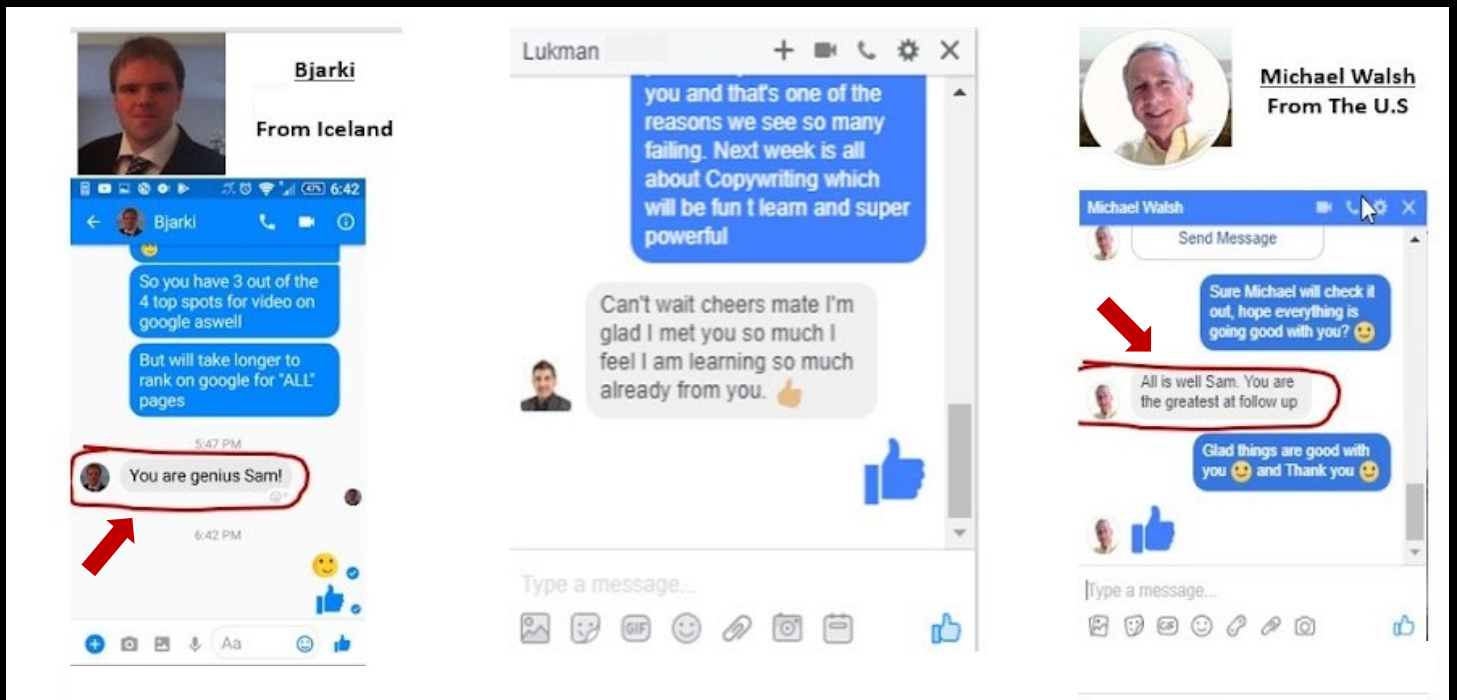 Bjarki
From Iceland
47% 6:42
Bjarki
So you have 3 out of the
4 top spots for video on
google aswell
But will take longer to
rank on google for "ALL"
pages
5:47 PM
You are genius Sam!
6:42 PM
Aa
Lukman
you and that's one of the
reasons we see so many
failing. Next week is all
about Copywriting which
will be fun t learn and super
powerful
Can't wait cheers mate I'm
glad I met you so much I
feel I am learning so much
already from you.
Type a message...
GIF
Michael Walsh
From The U.S
Michael Walsh
Send Message
Sure Michael will check it
out, hope everything is
going good with you?
All is well Sam. You are
the greatest at follow up
Glad things are good with
you and Thank you
Type a message...
GIF